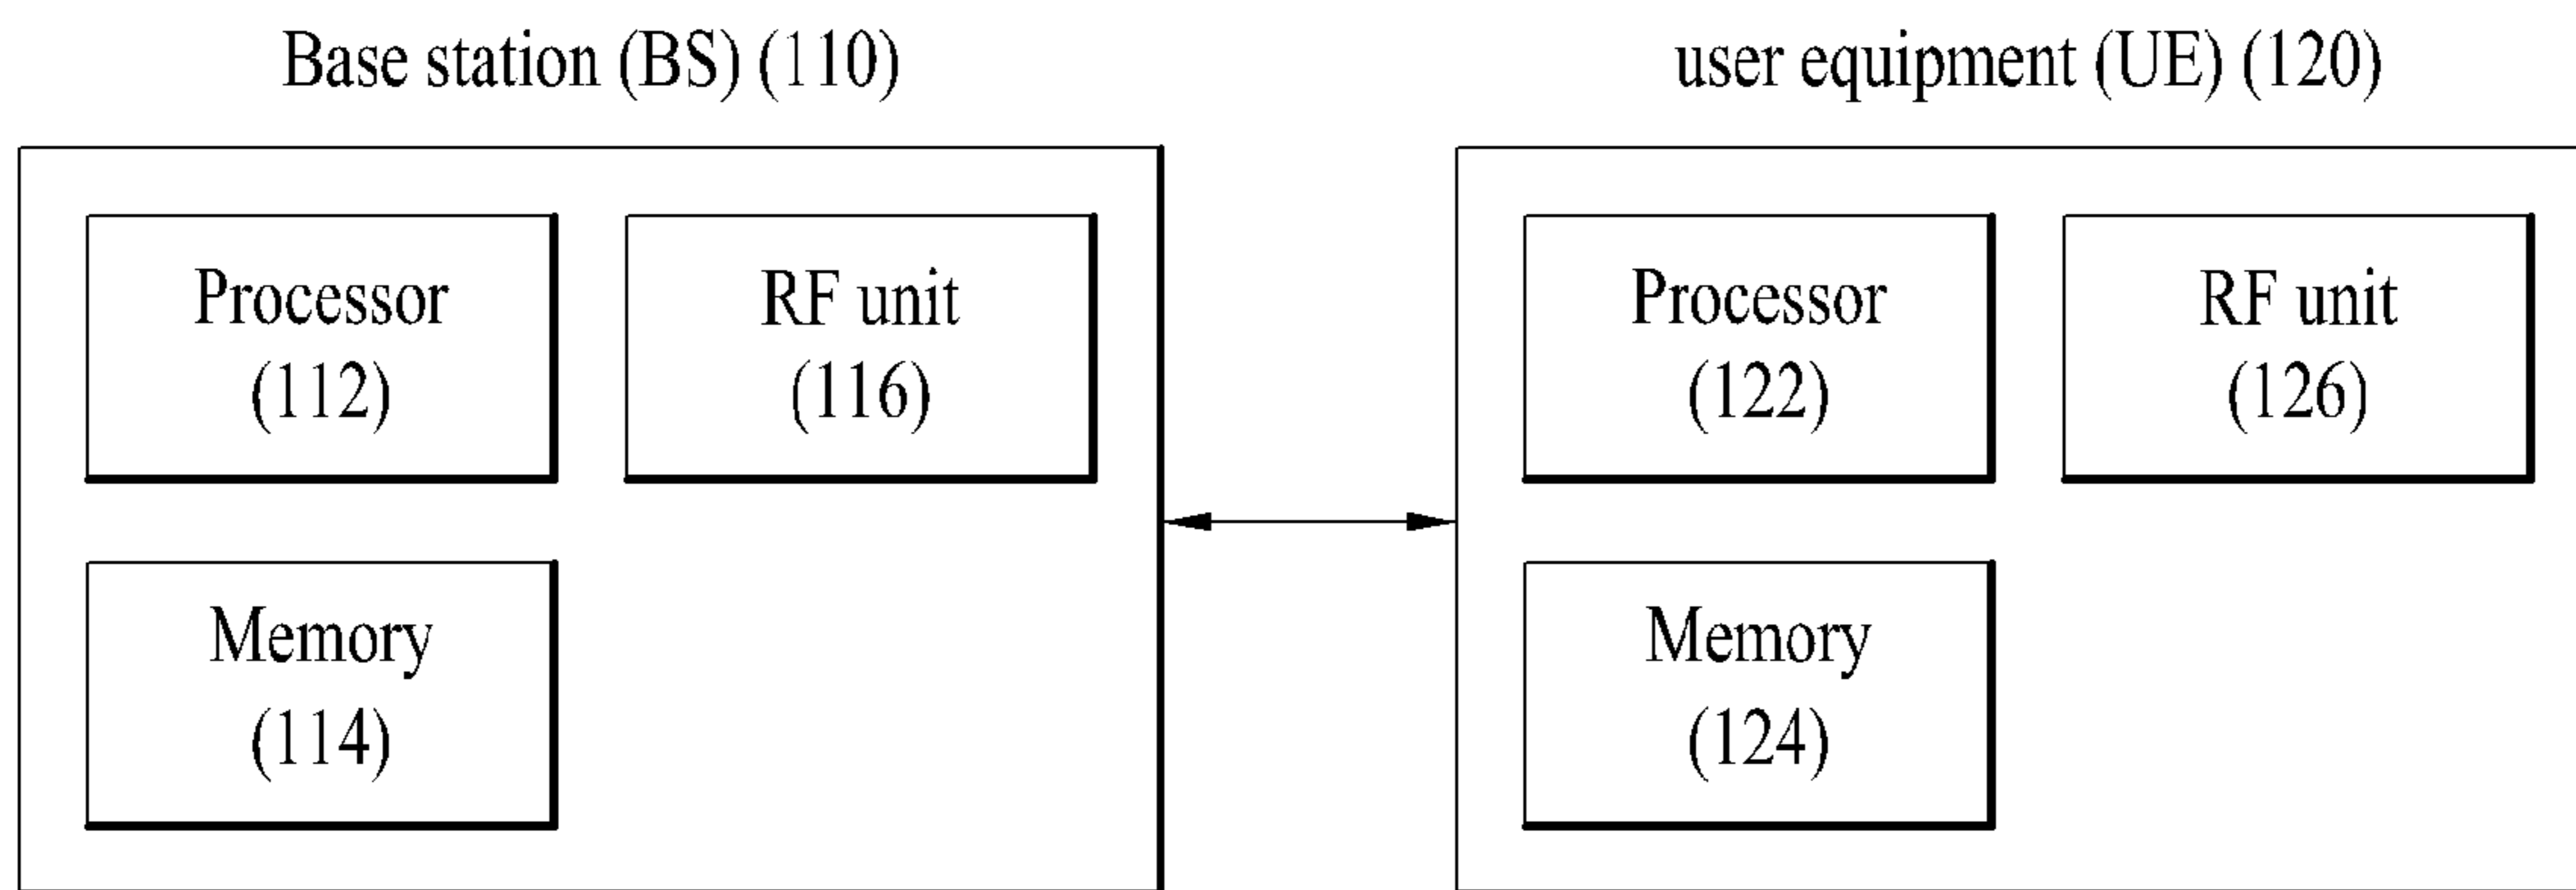 Base station (BS) (110)
user equipment (UE) (120)
Processor
(112)
RF unit
(116)
Memory
(114)
Processor
(122)
RF unit
(126)
Memory
(124)